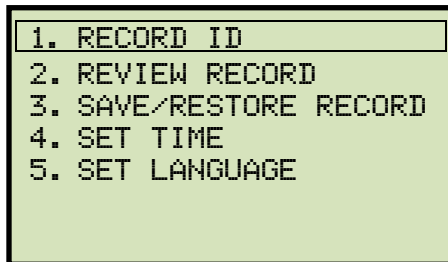 1. RECORD ID
2. REVIEW RECORD
3. SAVE/RESTORE RECORD
4. SET TIME
5. SET LANGUAGE